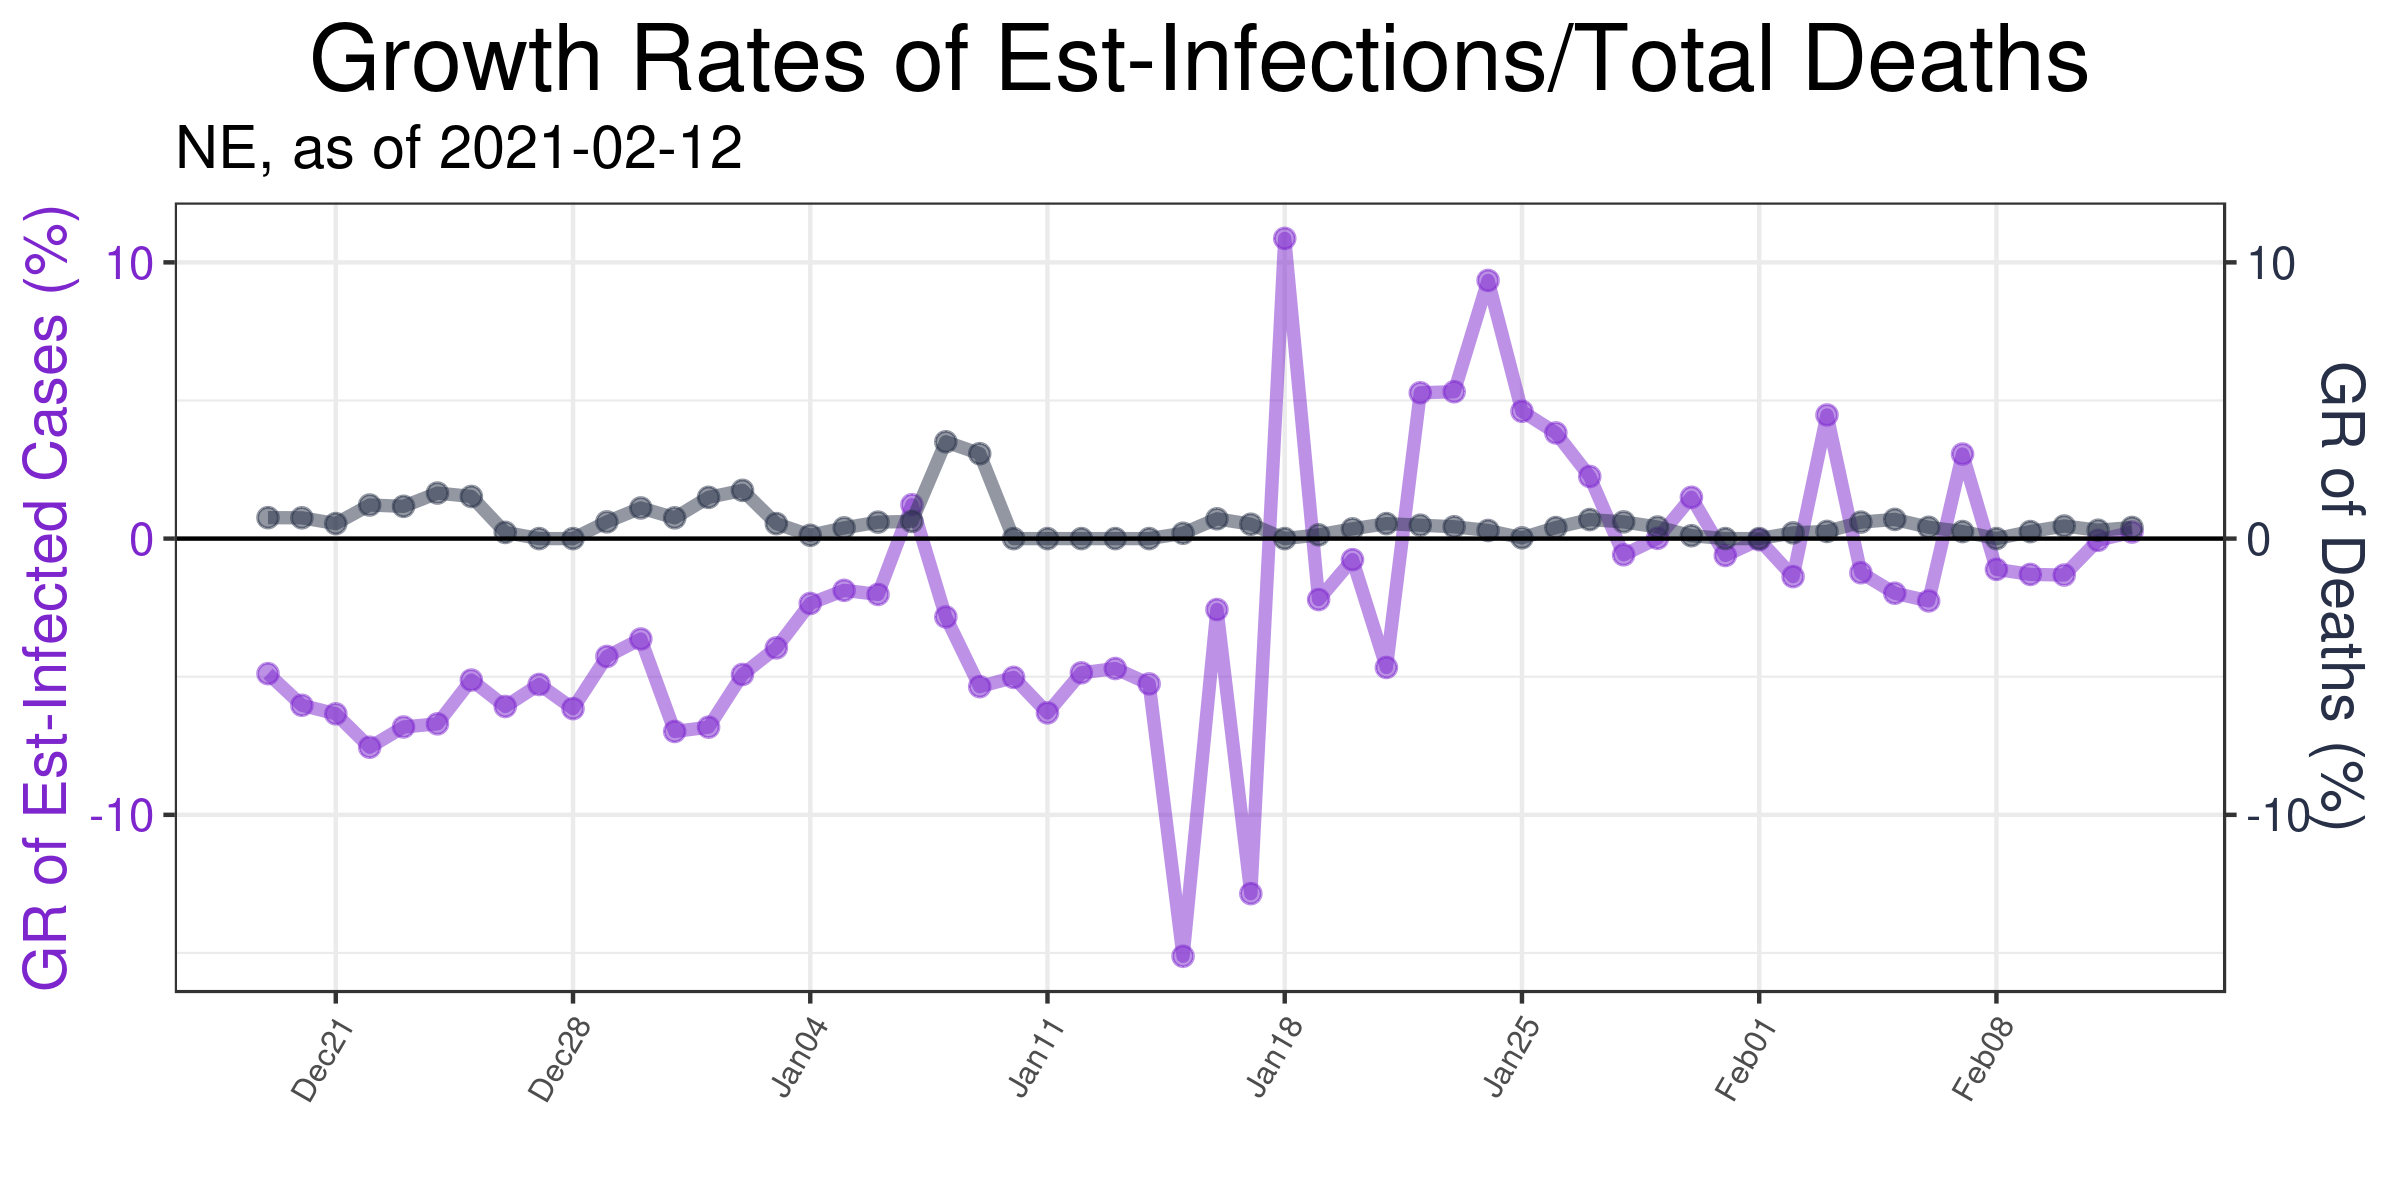 Growth Rates of Est-Infections/Total Deaths
NE, as of 2021-02-12
GR of Est-Infected Cases (%)
10
0
-10
10
0
-10
GR of Deaths (%)
Dec21
Dec28
Jan04
Jan11
Jan18
Jan25
Feb01
Feb08